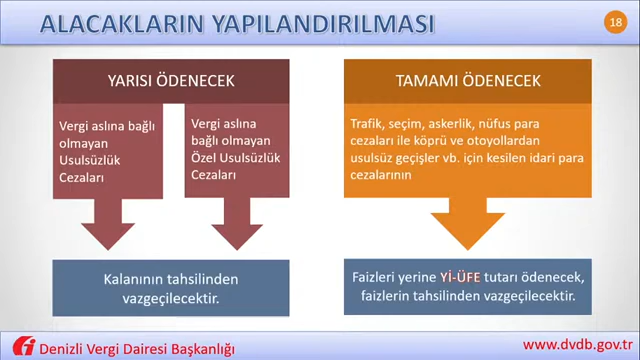 ALACAKLARIN YAPILANDIRILMASI
18
YARISI ÖDENECEK
Vergi aslına bağlı
olmayan
Usulsüzlük
Cezaları
Vergi aslına
bağlı olmayan
Özel Usulsüzlük
Cezaları
Kalanının tahsilinden
vazgeçilecektir.
TAMAMI ÖDENECEK
Trafik, seçim, askerlik, nüfus para
cezaları ile köprü ve otoyollardan
usulsüz geçişler vb. için kesilen idari para
cezalarının
Faizleri yerine Yİ-ÜFE tutarı ödenecek,
faizlerin tahsilinden vazgeçilecektir.
Denizli Vergi Dairesi Başkanlığı
www.dvdb.gov.tr